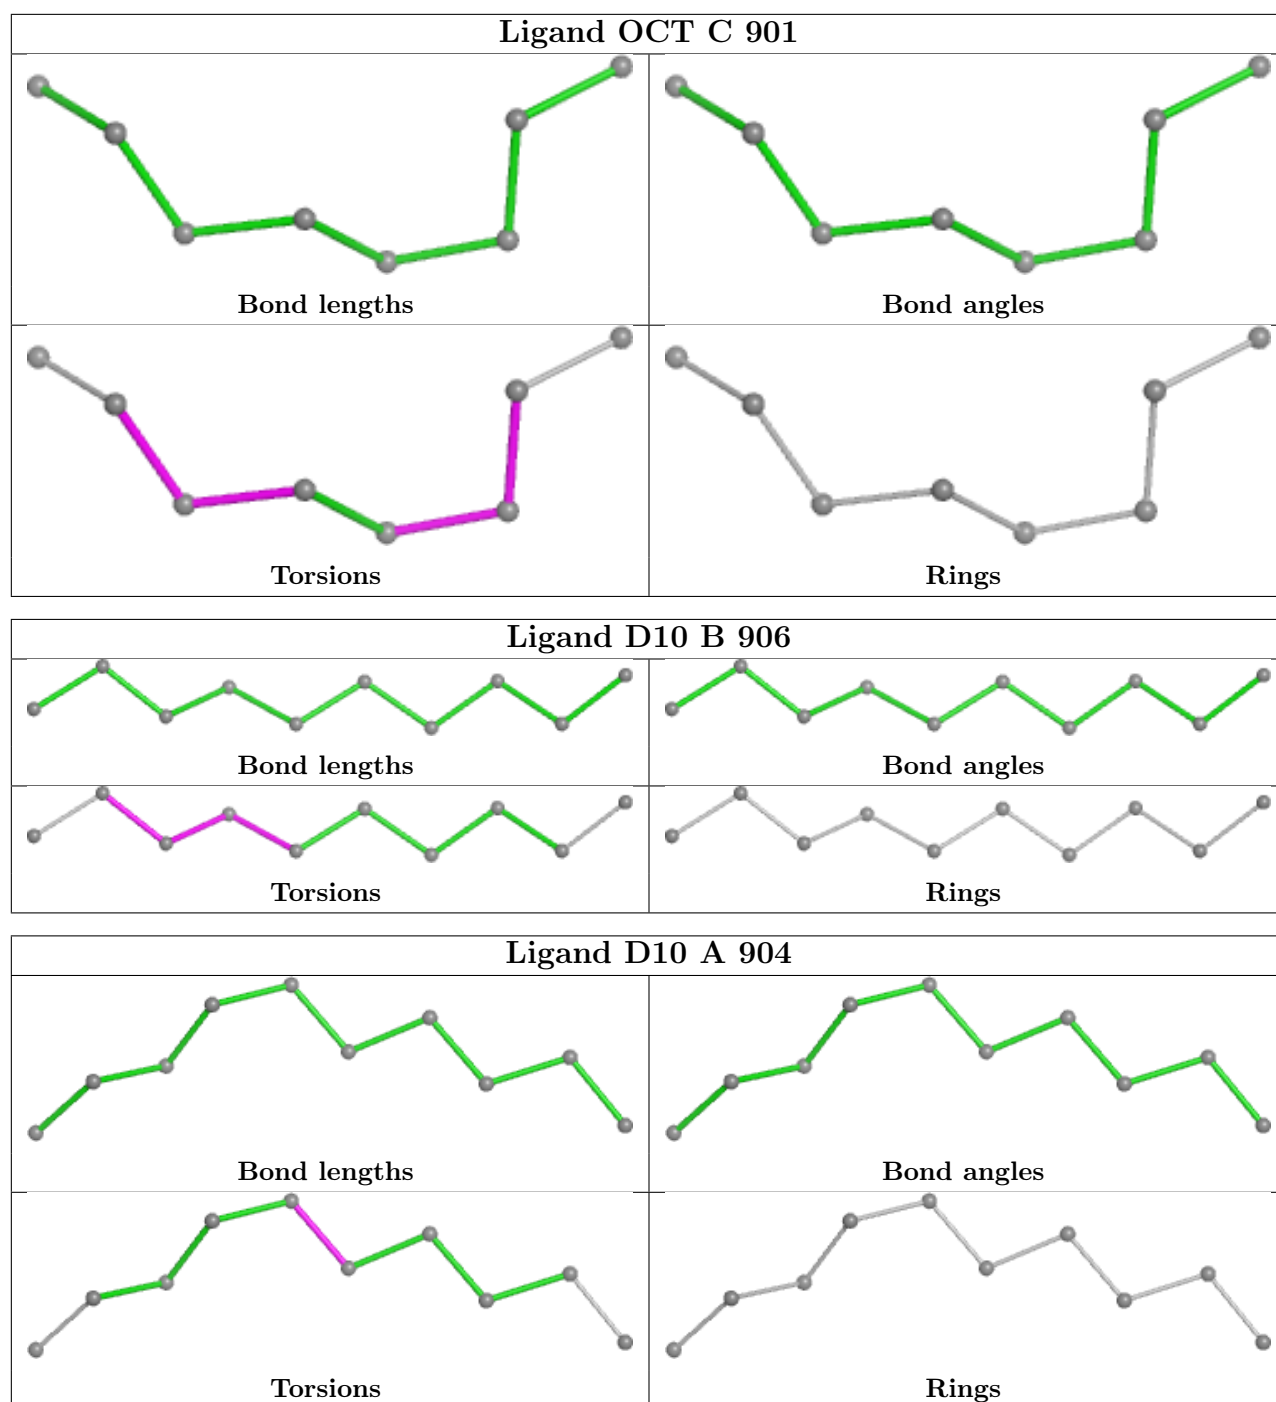 Ligand OCT C 901
Bond lengths
Bond angles
Torsions
Rings
Ligand D10 B 906
Bond lengths
Bond angles
Torsions
Rings
Ligand D10 A 904
Bond lengths
Bond angles
Torsions
Rings